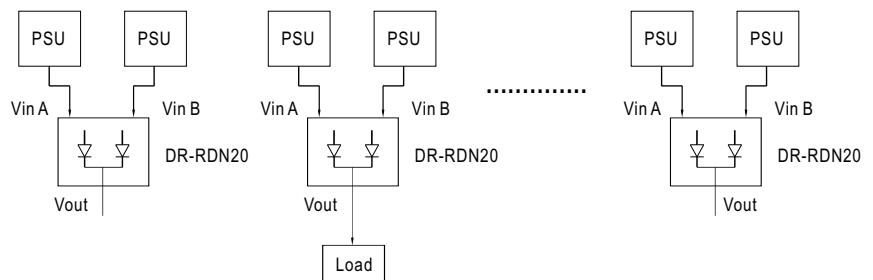 PSU PSU PSU PSU PSU PSU
Vin A Vin B Vin A Vin B Vin A Vin B
DR-RDN20 DR-RDN20 DR-RDN20
Vout Vout Vout
Load